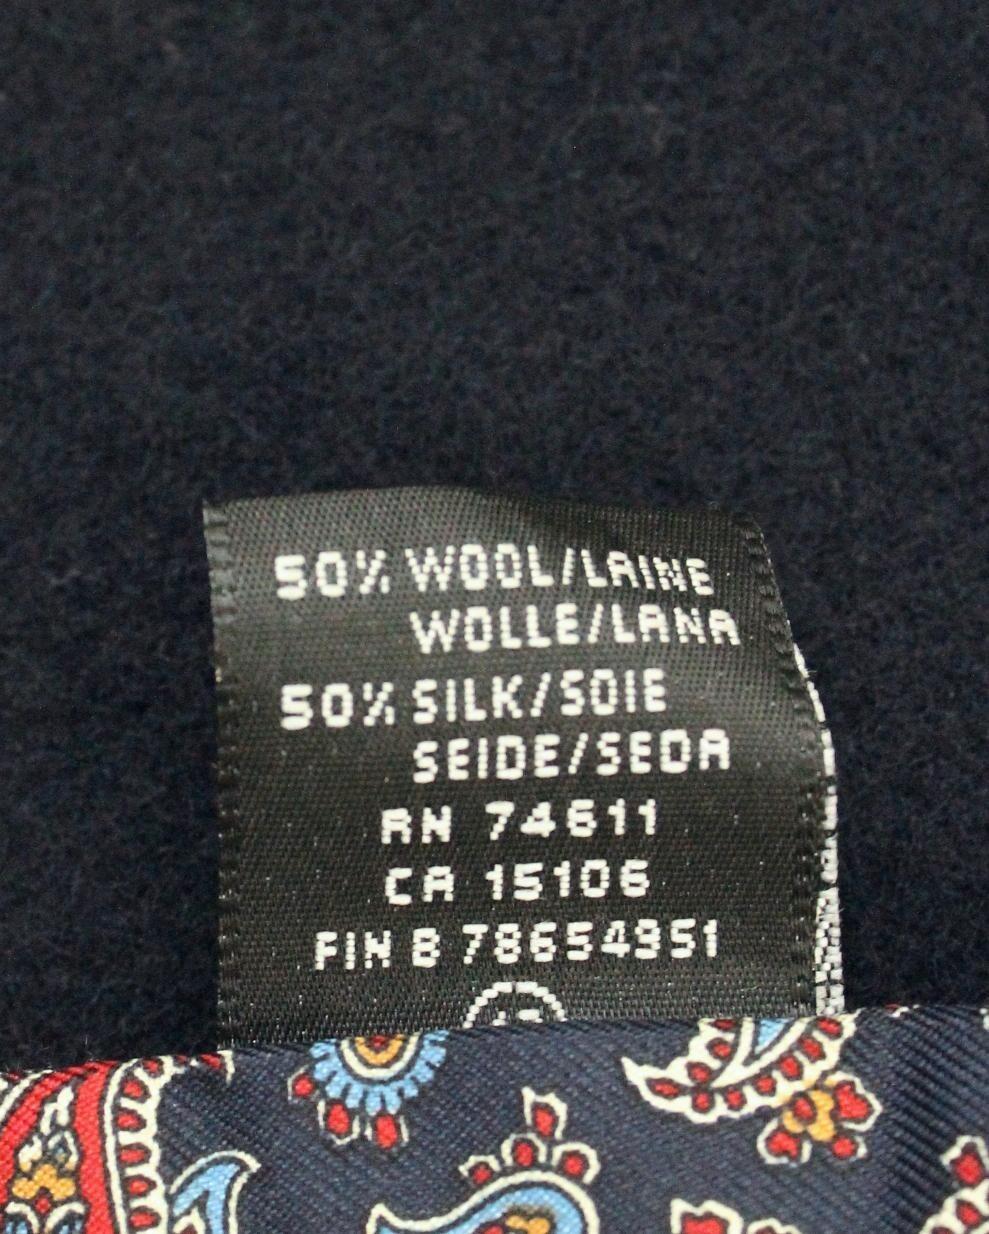 50% WOOL/LAINE
WOLLE/LANA
50% SILK/SOIE
SEIDE/SEDA
RN 74611
CA 15106
FIN B 78654951